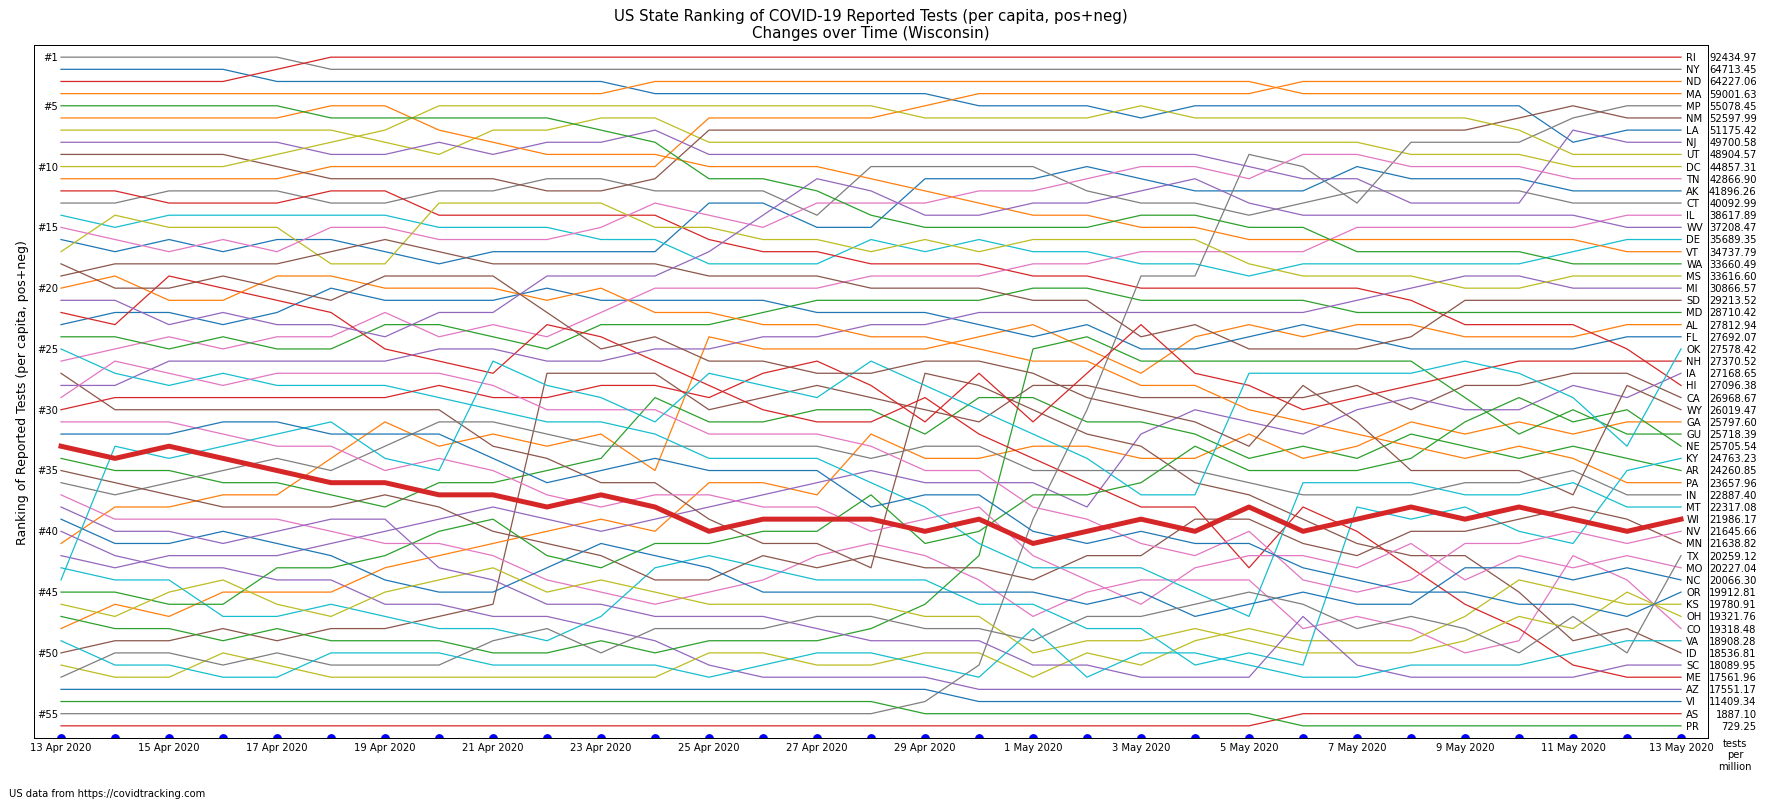 US State Ranking of COVID-19 Reported Tests (per capita, pos+neg)
Changes over Time (Wisconsin)
Ranking of Reported Tests (per capita, pos+neg)
#1
#5
#10
#15
#20
#25
#30
#35
#40
#45
#50
#55
RI 92434.97
NY 64713.45
ND 64227.06
MA 59001.63
MP 55078.45
NM 52597.99
LA 51175.42
NJ 49700.58
UT 48904.57
DC 44857.31
TN 42866.90
AK 41896.26
CT 40092.99
IL 38617.89
WV 37208.47
DE 35689.35
VT 34737.79
WA 33660.49
MS 33616.60
MI 30866.57
SD 29213.52
MD 28710.42
AL 27812.94
FL 27692.07
OK 27578.42
NH 27370.52
IA 27168.65
HI 27096.38
CA 26968.67
WY 26019.47
GA 25797.60
GU 25718.39
NE 25705.54
KY 24763.23
AR 24260.85
PA 23657.96
IN 22887.40
MT 22317.08
WI 21986.17
NV 21645.66
MN 21638.82
TX 20259.12
MO 20227.04
NC 20066.30
OR 19912.81
KS 19780.91
OH 19321.76
CO 19318.48
VA 18908.28
ID 18536.81
SC 18089.95
ME 17561.96
AZ 17551.17
VI 11409.34
AS 1887.10
PR 729.25
13 Apr 2020 15 Apr 2020 17 Apr 2020 19 Apr 2020 21 Apr 2020 23 Apr 2020 25 Apr 2020 27 Apr 2020 29 Apr 2020 1 May 2020 3 May 2020 5 May 2020 7 May 2020 9 May 2020 11 May 2020 13 May 2020
tests
per
million
US data from https://covidtracking.com